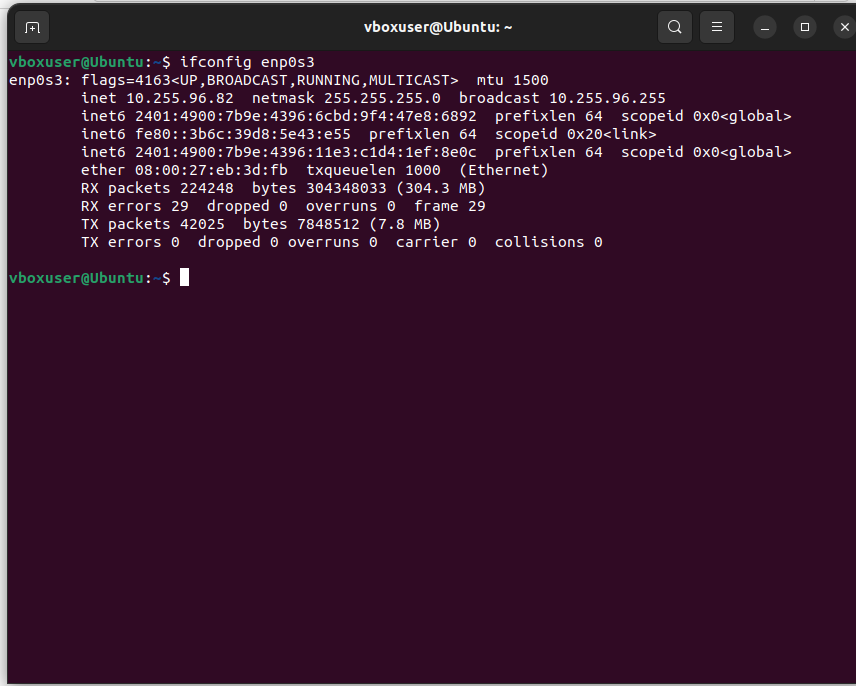 vboxuser@Ubuntu: ~
vboxuser@Ubuntu:~$ ifconfig enp0s3
enp0s3: flags=4163<UP,BROADCAST,RUNNING,MULTICAST>  mtu 1500
        inet 10.255.96.82  netmask 255.255.255.0  broadcast 10.255.96.255
        inet6 2401:4900:7b9e:4396:6cbd:9f4:47e8:6892  prefixlen 64  scopeid 0x0<global>
        inet6 fe80::3b6c:39d8:5e43:e55  prefixlen 64  scopeid 0x20<link>
        inet6 2401:4900:7b9e:4396:11e3:c1d4:1ef:8e0c  prefixlen 64  scopeid 0x0<global>
        ether 08:00:27:eb:3d:fb  txqueuelen 1000  (Ethernet)
        RX packets 224248  bytes 304348033 (304.3 MB)
        RX errors 29  dropped 0  overruns 0  frame 29
        TX packets 42025  bytes 7848512 (7.8 MB)
        TX errors 0  dropped 0 overruns 0  carrier 0  collisions 0
vboxuser@Ubuntu:~$